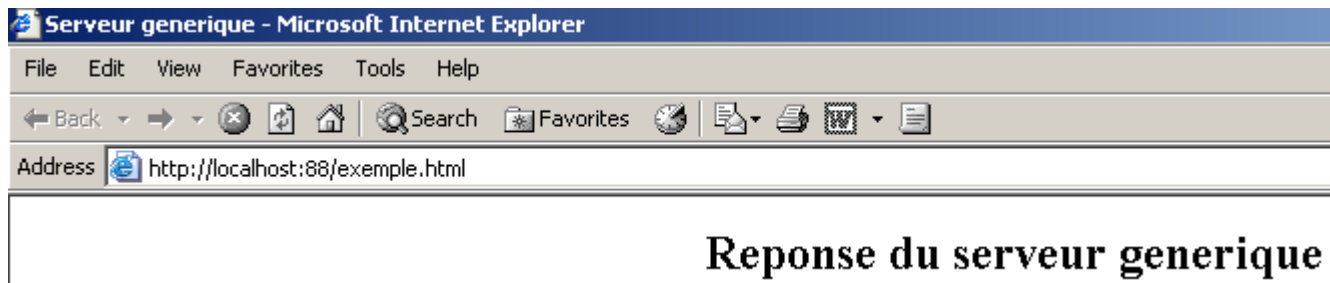 Serveur generique - Microsoft Internet Explorer
File Edit View Favorites Tools Help
Back Search Favorites
Address http://localhost:88/exemple.html
Reponse du serveur generique